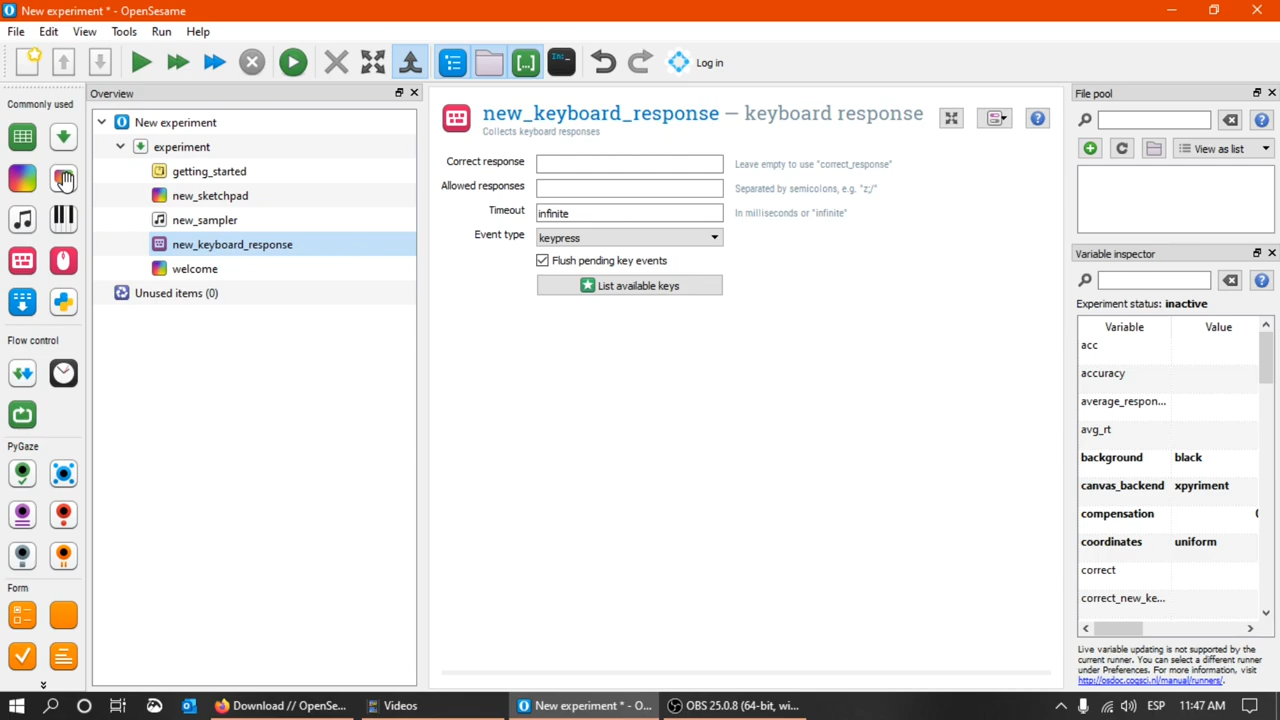 New experiment * - OpenSesame
File Edit View Tools Run Help
Log in
Commonly used
Flow control
PyGaze
Form
Overview
New experiment
experiment
getting_started
new_sketchpad
new_sampler
new_keyboard_response
welcome
Unused items (0)
new_keyboard_response — keyboard response
Collects keyboard responses
Correct response Leave empty to use "correct_response"
Allowed responses Separated by semicolons, e.g. "z;/"
Timeout infinite In milliseconds or "infinite"
Event type keypress
Flush pending key events
List available keys
File pool
View as list
Variable inspector
Experiment status: inactive
Variable Value
acc
accuracy
average_respon...
avg_rt
background black
canvas_backend xpyriment
compensation 0
coordinates uniform
correct
correct_new_ke...
Live variable updating is not supported by the
current runner. You can select a different runner
under Preferences. For more information, visit
http://osdoc.cogsci.nl/manual/runners/.
Download // OpenSe...
Videos
New experiment * - O...
OBS 25.0.8 (64-bit, wi...
ESP 11:47 AM